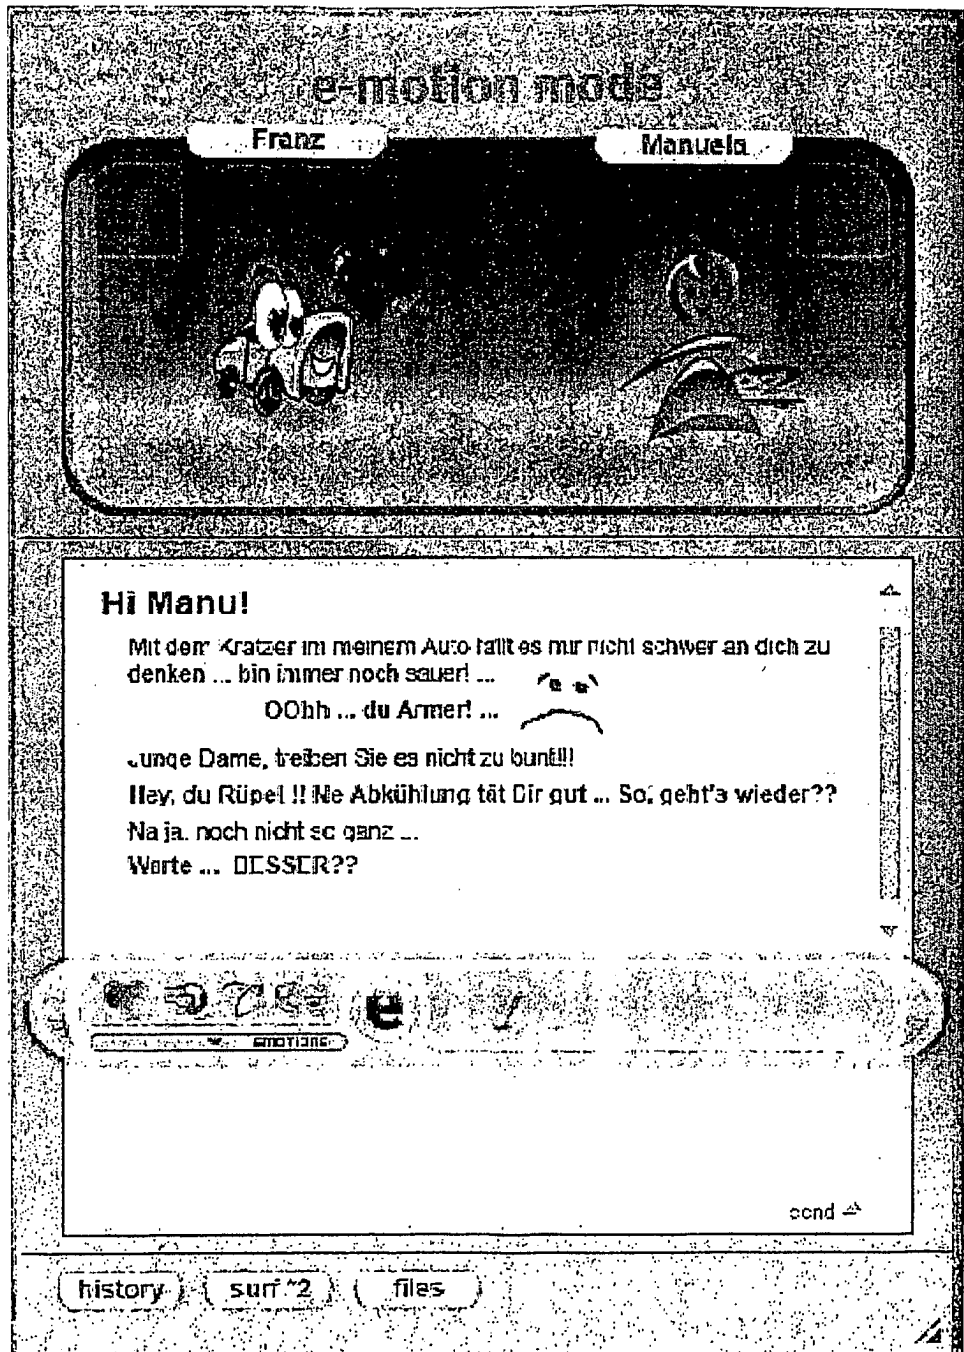 e-motion mode
Franz
Manuela
Hi Manu!
Mit dem Kratzer im meinem Auto fällt es mir nicht schwer an dich zu
denken ... bin immer noch sauer! ...
OOhh ... du Armer! ...
Junge Dame, treiben Sie es nicht zu bunt!!!
Hey, du Rüpel !! Ne Abkühlung tät Dir gut ... So, geht's wieder??
Na ja. noch nicht so ganz ...
Warte ... BESSER??
e
EMOTIONS
send
history
surf ^2
files